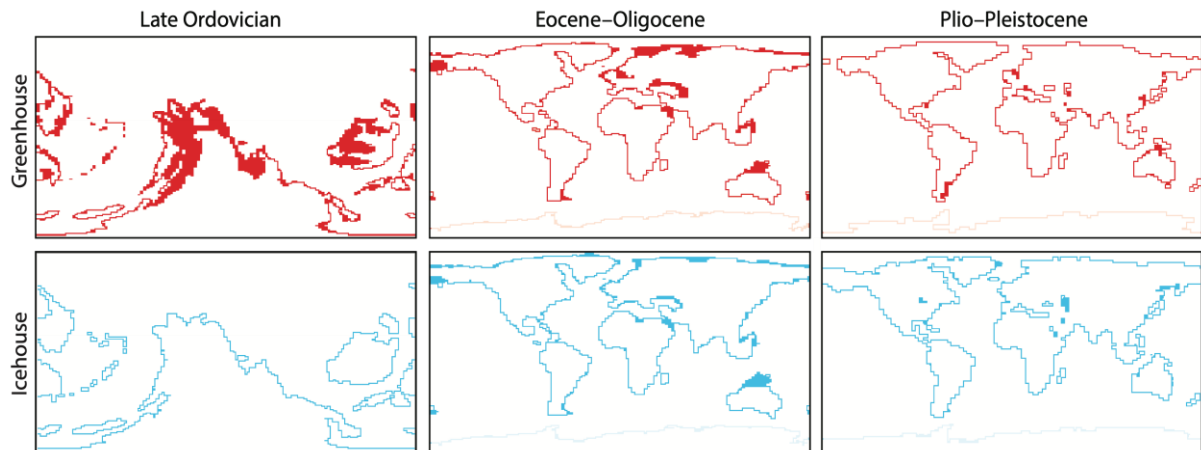 Late Ordovician
Eocene–Oligocene
Plio–Pleistocene
Greenhouse
Icehouse